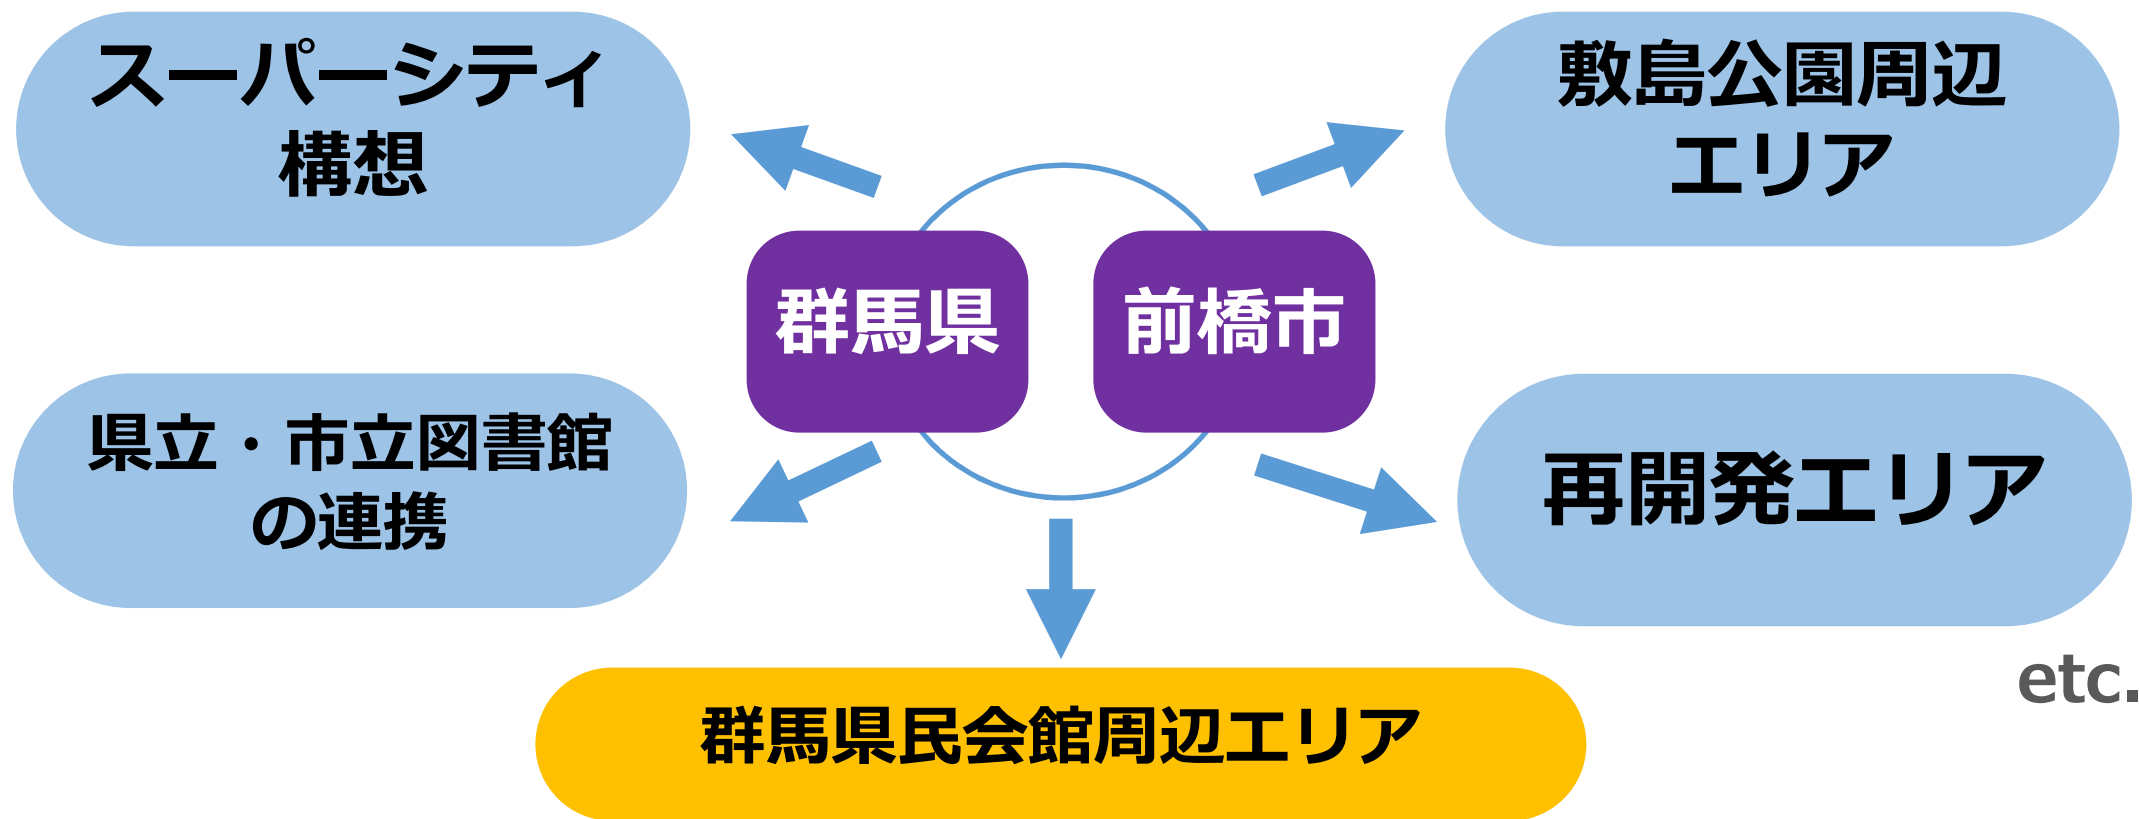 スーパーシティ
構想
敷島公園周辺
エリア
群馬県
前橋市
県立・市立図書館
の連携
再開発エリア
etc.
群馬県民会館周辺エリア